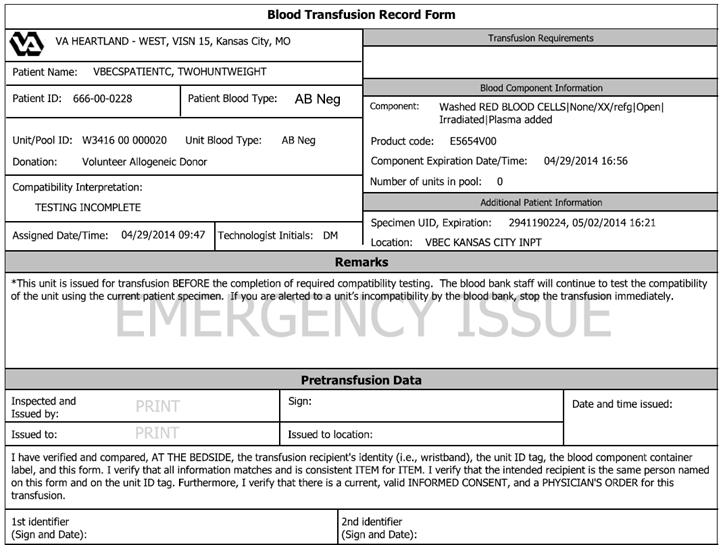 Blood Transfusion Record Form
VA HEARTLAND - WEST, VISN 15, Kansas City, MO
Patient Name: VBECSPATIENTC, TWOHUNTWEIGHT
Patient ID: 666-00-0228
Patient Blood Type: AB Neg
Unit/Pool ID: W3416 00 000020 Unit Blood Type: AB Neg
Donation: Volunteer Allogeneic Donor
Compatibility Interpretation:
TESTING INCOMPLETE
Assigned Date/Time: 04/29/2014 09:47
Technologist Initials: DM
Transfusion Requirements
Blood Component Information
Component: Washed RED BLOOD CELLS|None/XX/refg|Open|
Irradiated|Plasma added
Product code: E5654V00
Component Expiration Date/Time: 04/29/2014 16:56
Number of units in pool: 0
Additional Patient Information
Specimen UID, Expiration: 2941190224, 05/02/2014 16:21
Location: VBEC KANSAS CITY INPT
Remarks
*This unit is issued for transfusion BEFORE the completion of required compatibility testing. The blood bank staff will continue to test the compatibility
of the unit using the current patient specimen. If you are alerted to a unit's incompatibility by the blood bank, stop the transfusion immediately.
EMERGENCY ISSUE
Pretransfusion Data
Inspected and
Issued by: PRINT
Sign:
Date and time issued:
Issued to: PRINT
Issued to location:
I have verified and compared, AT THE BEDSIDE, the transfusion recipient's identity (i.e., wristband), the unit ID tag, the blood component container
label, and this form. I verify that all information matches and is consistent ITEM for ITEM. I verify that the intended recipient is the same person named
on this form and on the unit ID tag. Furthermore, I verify that there is a current, valid INFORMED CONSENT, and a PHYSICIAN'S ORDER for this
transfusion.
1st identifier
(Sign and Date):
2nd identifier
(Sign and Date):